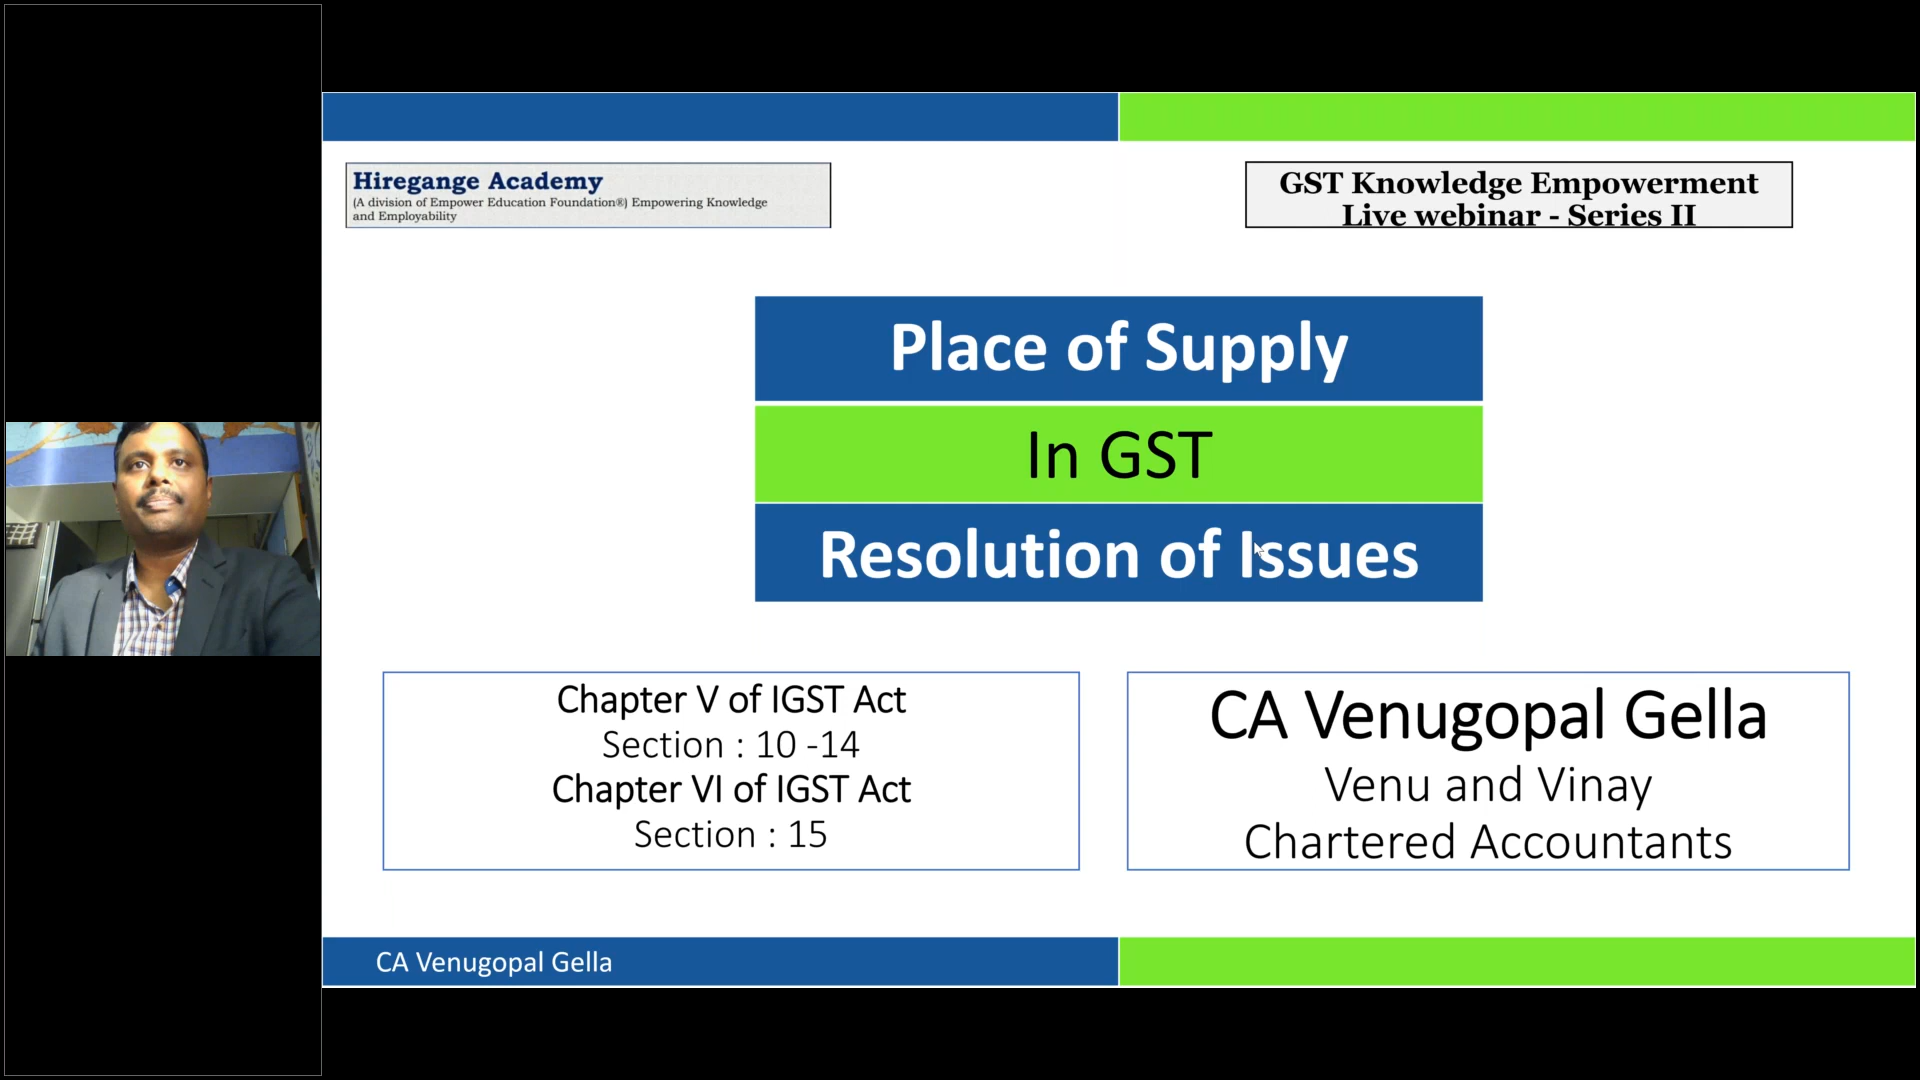 Hiregange Academy
(A division of Empower Education Foundation®) Empowering Knowledge
and Employability
GST Knowledge Empowerment
Live webinar - Series II
Place of Supply
In GST
Resolution of Issues
Chapter V of IGST Act
Section : 10 -14
Chapter VI of IGST Act
Section : 15
CA Venugopal Gella
Venu and Vinay
Chartered Accountants
CA Venugopal Gella